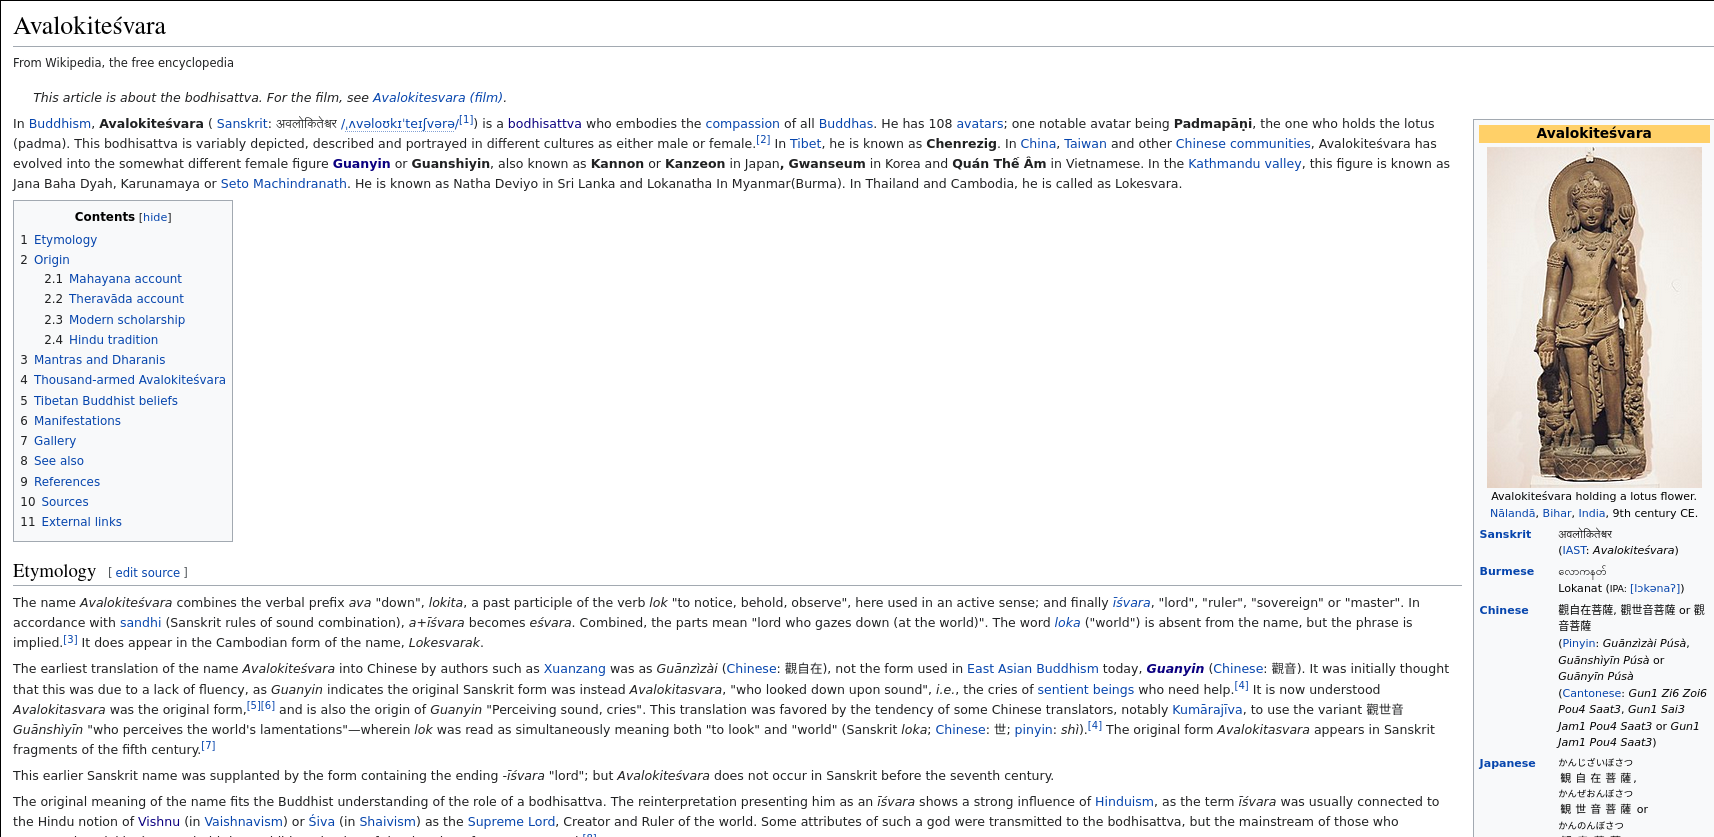 Avalokiteśvara
From Wikipedia, the free encyclopedia
This article is about the bodhisattva. For the film, see Avalokitesvara (film).
In Buddhism, Avalokiteśvara ( Sanskrit: अवलोकितेश्वर /ˌʌvəloʊkɪˈteɪʃvərə/[1]) is a bodhisattva who embodies the compassion of all Buddhas. He has 108 avatars; one notable avatar being Padmapāṇi, the one who holds the lotus
(padma). This bodhisattva is variably depicted, described and portrayed in different cultures as either male or female.[2] In Tibet, he is known as Chenrezig. In China, Taiwan and other Chinese communities, Avalokiteśvara has
evolved into the somewhat different female figure Guanyin or Guanshiyin, also known as Kannon or Kanzeon in Japan, Gwanseum in Korea and Quán Thế Âm in Vietnamese. In the Kathmandu valley, this figure is known as
Jana Baha Dyah, Karunamaya or Seto Machindranath. He is known as Natha Deviyo in Sri Lanka and Lokanatha In Myanmar(Burma). In Thailand and Cambodia, he is called as Lokesvara.
Contents [hide]
1 Etymology
2 Origin
2.1 Mahayana account
2.2 Theravāda account
2.3 Modern scholarship
2.4 Hindu tradition
3 Mantras and Dharanis
4 Thousand-armed Avalokiteśvara
5 Tibetan Buddhist beliefs
6 Manifestations
7 Gallery
8 See also
9 References
10 Sources
11 External links
Etymology [ edit source ]
The name Avalokiteśvara combines the verbal prefix ava "down", lokita, a past participle of the verb lok "to notice, behold, observe", here used in an active sense; and finally īśvara, "lord", "ruler", "sovereign" or "master". In
accordance with sandhi (Sanskrit rules of sound combination), a+īśvara becomes eśvara. Combined, the parts mean "lord who gazes down (at the world)". The word loka ("world") is absent from the name, but the phrase is
implied.[3] It does appear in the Cambodian form of the name, Lokesvarak.
The earliest translation of the name Avalokiteśvara into Chinese by authors such as Xuanzang was as Guānzìzài (Chinese: 觀自在), not the form used in East Asian Buddhism today, Guanyin (Chinese: 觀音). It was initially thought
that this was due to a lack of fluency, as Guanyin indicates the original Sanskrit form was instead Avalokitasvara, "who looked down upon sound", i.e., the cries of sentient beings who need help.[4] It is now understood
Avalokitasvara was the original form,[5][6] and is also the origin of Guanyin "Perceiving sound, cries". This translation was favored by the tendency of some Chinese translators, notably Kumārajīva, to use the variant 觀世音
Guānshìyīn "who perceives the world's lamentations"—wherein lok was read as simultaneously meaning both "to look" and "world" (Sanskrit loka; Chinese: 世; pinyin: shì).[4] The original form Avalokitasvara appears in Sanskrit
fragments of the fifth century.[7]
This earlier Sanskrit name was supplanted by the form containing the ending -īśvara "lord"; but Avalokiteśvara does not occur in Sanskrit before the seventh century.
The original meaning of the name fits the Buddhist understanding of the role of a bodhisattva. The reinterpretation presenting him as an īśvara shows a strong influence of Hinduism, as the term īśvara was usually connected to
the Hindu notion of Vishnu (in Vaishnavism) or Śiva (in Shaivism) as the Supreme Lord, Creator and Ruler of the world. Some attributes of such a god were transmitted to the bodhisattva, but the mainstream of those who
Avalokiteśvara
Avalokiteśvara holding a lotus flower.
Nālandā, Bihar, India, 9th century CE.
Sanskrit अवलोकितेश्वर
(IAST: Avalokiteśvara)
Burmese လောကနတ်
Lokanat (IPA: [lɔ́kənaʔ])
Chinese 觀自在菩薩, 觀世音菩薩 or 觀
音菩薩
(Pinyin: Guānzìzài Púsà,
Guānshìyīn Púsà or
Guānyīn Púsà
(Cantonese: Gun1 Zi6 Zoi6
Pou4 Saat3, Gun1 Sai3
Jam1 Pou4 Saat3 or Gun1
Jam1 Pou4 Saat3)
Japanese かんじざいぼさつ
観自在菩薩,
かんぜおんぼさつ
観世音菩薩 or
かんのんぼさつ